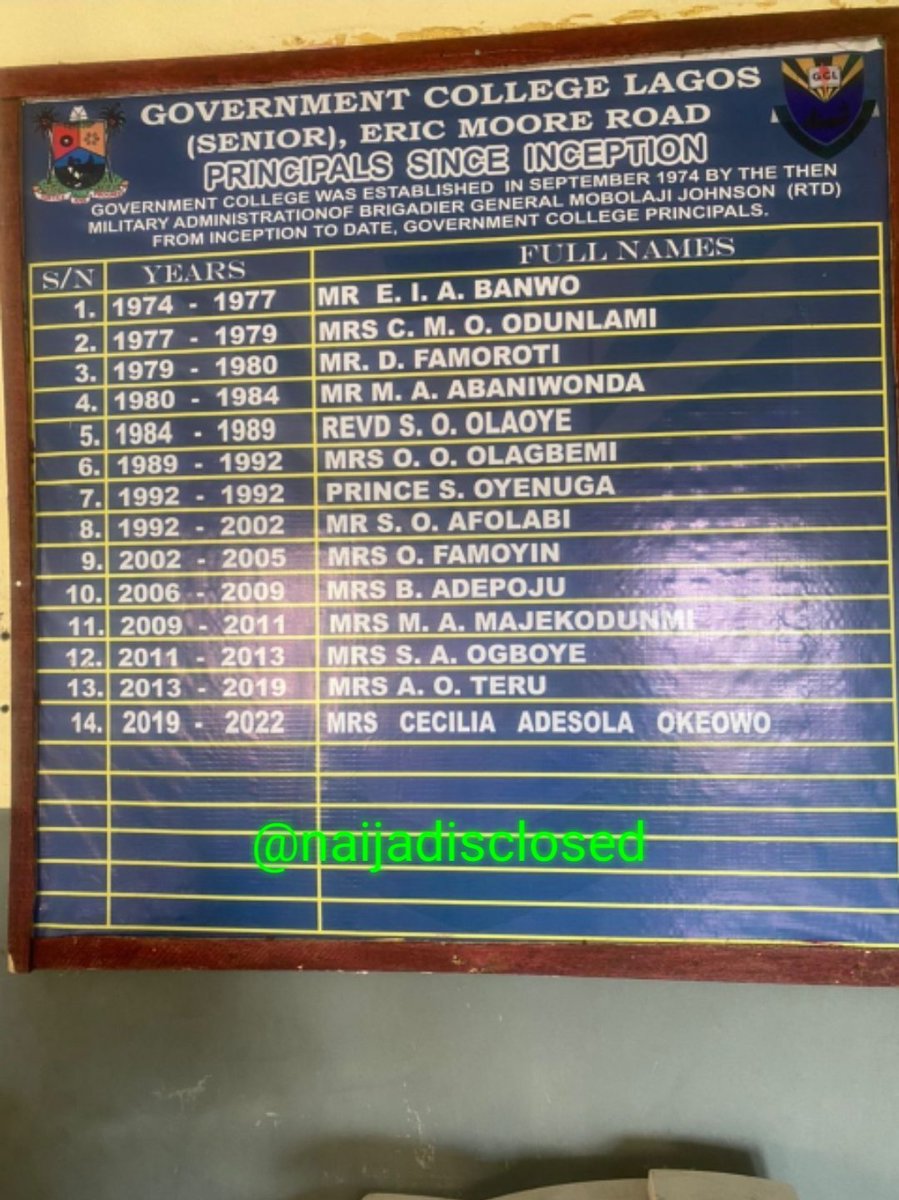 GOVERNMENT COLLEGE LAGOS
(SENIOR), ERIC MOORE ROAD
PRINCIPALS SINCE INCEPTION
GOVERNMENT COLLEGE WAS ESTABLISHED IN SEPTEMBER 1974 BY THE THEN
MILITARY ADMINISTRATIONOF BRIGADIER GENERAL MOBOLAJI JOHNSON (RTD)
FROM INCEPTION TO DATE, GOVERNMENT COLLEGE PRINCIPALS.
GCL
S/N YEARS FULL NAMES
1. 1974 - 1977 MR E. I. A. BANWO
2. 1977 - 1979 MRS C. M. O. ODUNLAMI
3. 1979 - 1980 MR. D. FAMOROTI
4. 1980 - 1984 MR M. A. ABANIWONDA
5. 1984 - 1989 REVD S. O. OLAOYE
6. 1989 - 1992 MRS O. O. OLAGBEMI
7. 1992 - 1992 PRINCE S. OYENUGA
8. 1992 - 2002 MR S. O. AFOLABI
9. 2002 - 2005 MRS O. FAMOYIN
10. 2006 - 2009 MRS B. ADEPOJU
11. 2009 - 2011 MRS M. A. MAJEKODUNMI
12. 2011 - 2013 MRS S. A. OGBOYE
13. 2013 - 2019 MRS A. O. TERU
14. 2019 - 2022 MRS CECILIA ADESOLA OKEOWO
@naijadisclosed